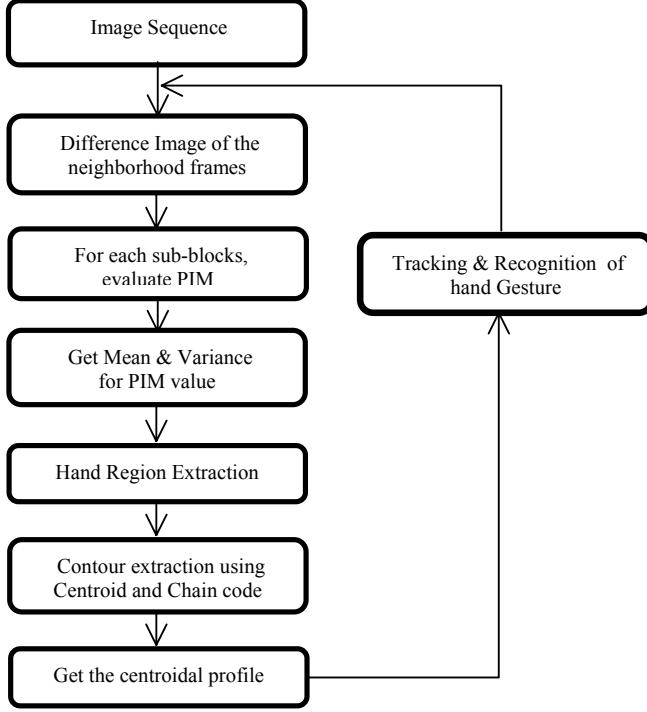 Image Sequence
Difference Image of the
neighborhood frames
For each sub-blocks,
evaluate PIM
Get Mean & Variance
for PIM value
Hand Region Extraction
Contour extraction using
Centroid and Chain code
Get the centroidal profile
Tracking & Recognition of
hand Gesture